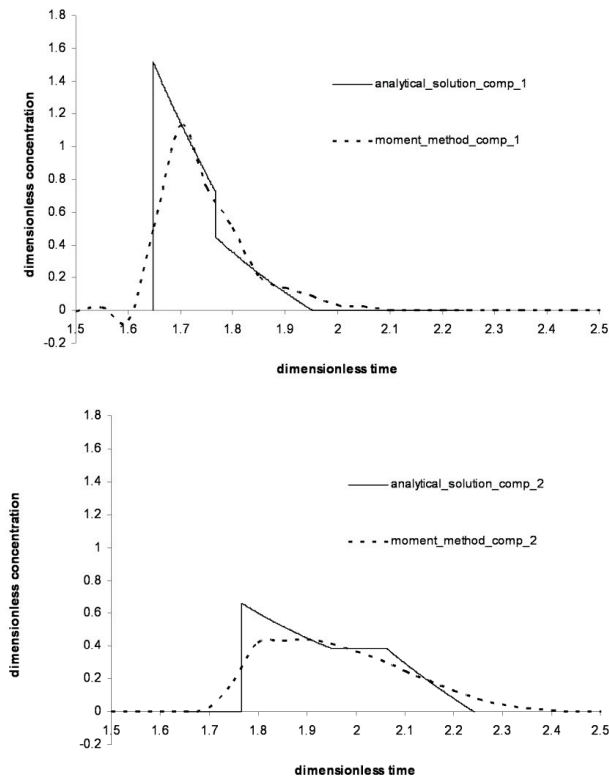 1.8
1.6
1.4
1.2
1
0.8
0.6
0.4
0.2
0
-0.2
dimensionless concentration
analytical_solution_comp_1
moment_method_comp_1
1.5 1.6 1.7 1.8 1.9 2 2.1 2.2 2.3 2.4 2.5
dimensionless time
1.8
1.6
1.4
1.2
1
0.8
0.6
0.4
0.2
0
-0.2
dimensionless concentration
analytical_solution_comp_2
moment_method_comp_2
1.5 1.6 1.7 1.8 1.9 2 2.1 2.2 2.3 2.4 2.5
dimensionless time